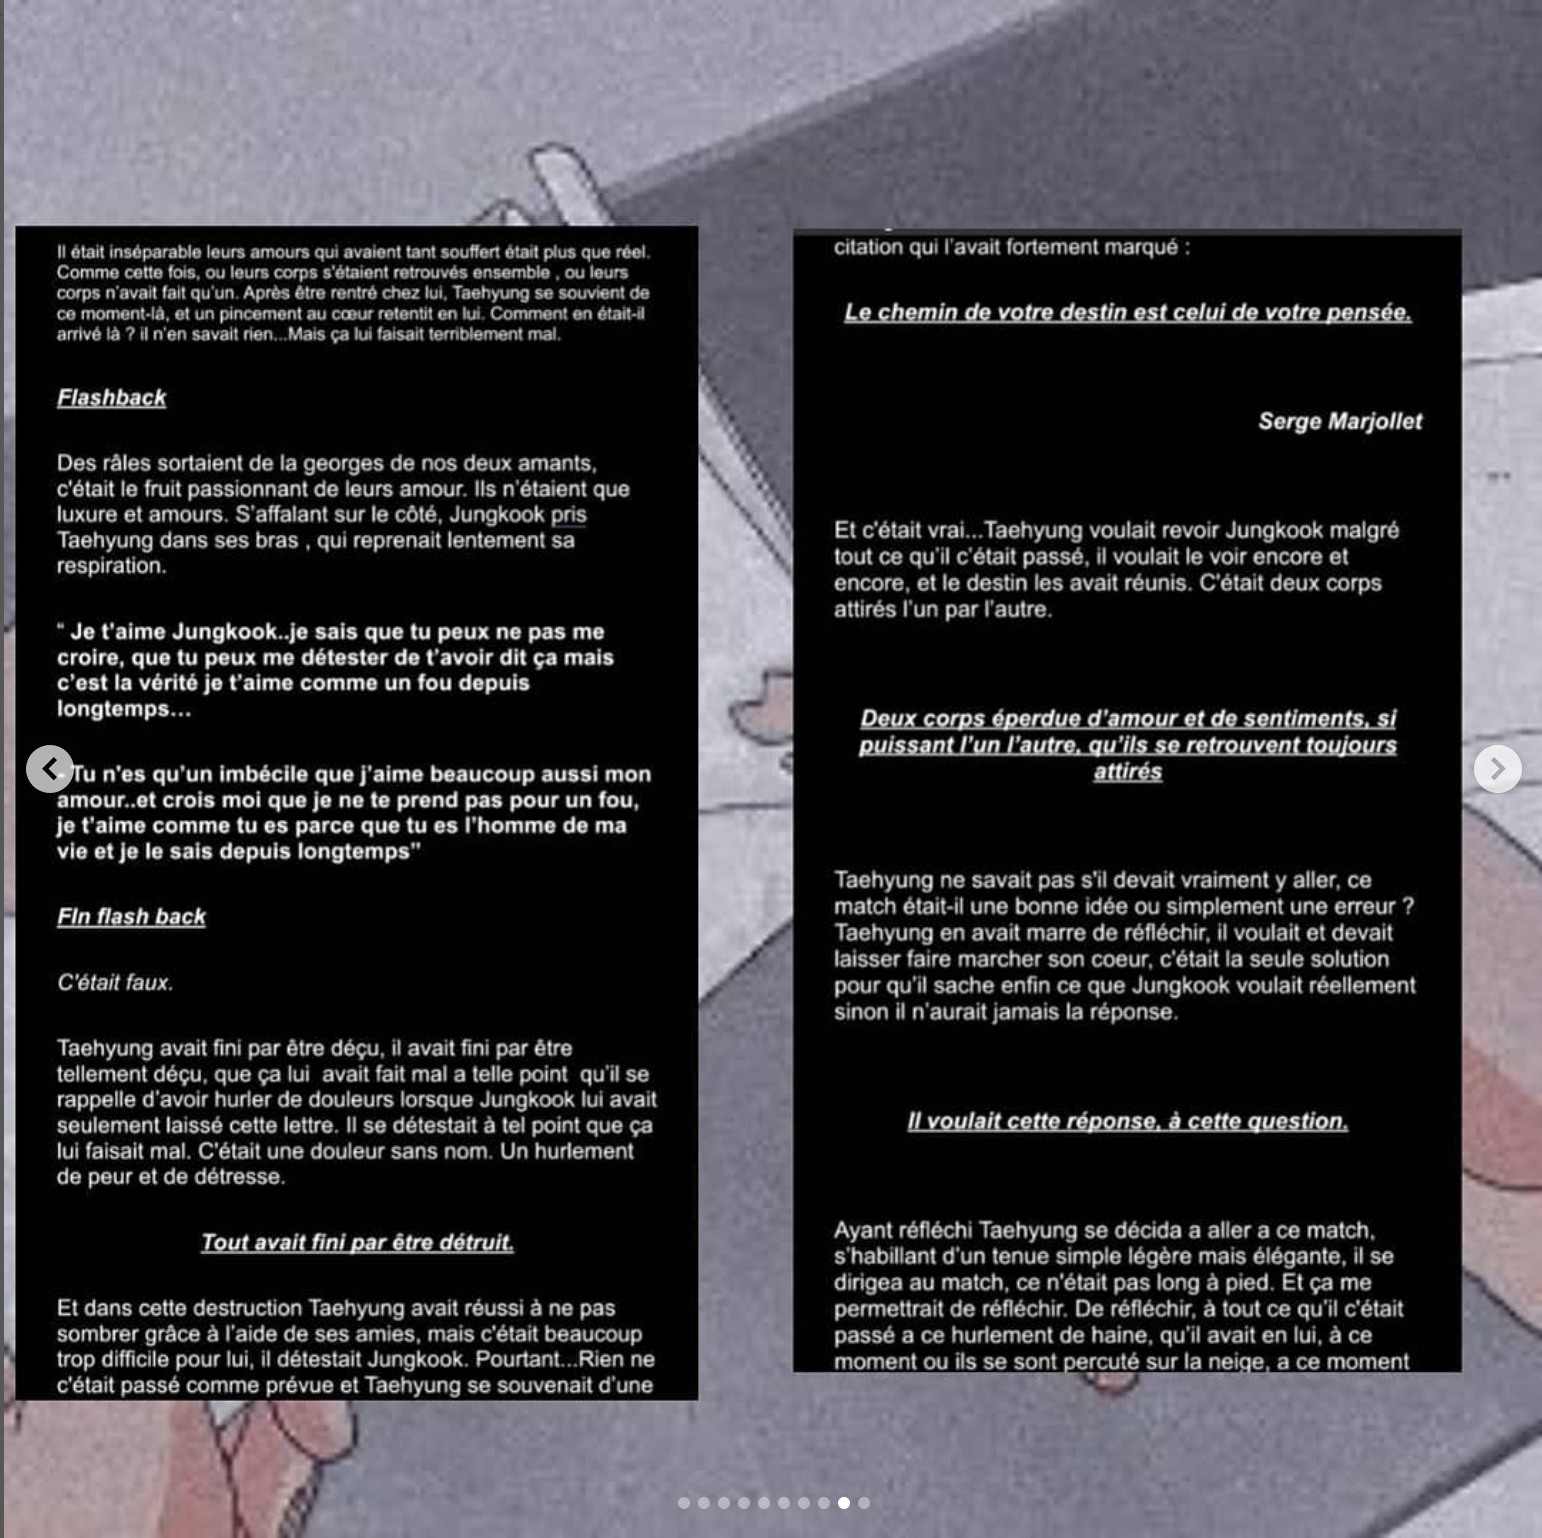 Il était inséparable leurs amours qui avaient tant souffert était plus que réel.
Comme cette fois, ou leurs corps s'étaient retrouvés ensemble , ou leurs
corps n'avait fait qu'un. Après être rentré chez lui, Taehyung se souvient de
ce moment-là, et un pincement au cœur retentit en lui. Comment en était-il
arrivé là ? il n'en savait rien...Mais ça lui faisait terriblement mal.
Flashback
Des râles sortaient de la georges de nos deux amants,
c'était le fruit passionnant de leurs amour. Ils n'étaient que
luxure et amours. S'affalant sur le côté, Jungkook pris
Taehyung dans ses bras , qui reprenait lentement sa
respiration.
“ Je t'aime Jungkook..je sais que tu peux ne pas me
croire, que tu peux me détester de t'avoir dit ça mais
c'est la vérité je t'aime comme un fou depuis
longtemps...
- Tu n'es qu'un imbécile que j'aime beaucoup aussi mon
amour..et crois moi que je ne te prend pas pour un fou,
je t'aime comme tu es parce que tu es l'homme de ma
vie et je le sais depuis longtemps”
FIn flash back
C'était faux.
Taehyung avait fini par être déçu, il avait fini par être
tellement déçu, que ça lui  avait fait mal a telle point  qu'il se
rappelle d'avoir hurler de douleurs lorsque Jungkook lui avait
seulement laissé cette lettre. Il se détestait à tel point que ça
lui faisait mal. C'était une douleur sans nom. Un hurlement
de peur et de détresse.
Tout avait fini par être détruit.
Et dans cette destruction Taehyung avait réussi à ne pas
sombrer grâce à l'aide de ses amies, mais c'était beaucoup
trop difficile pour lui, il détestait Jungkook. Pourtant...Rien ne
c'était passé comme prévue et Taehyung se souvenait d'une
citation qui l'avait fortement marqué :
Le chemin de votre destin est celui de votre pensée.
Serge Marjollet
Et c'était vrai...Taehyung voulait revoir Jungkook malgré
tout ce qu'il c'était passé, il voulait le voir encore et
encore, et le destin les avait réunis. C'était deux corps
attirés l'un par l'autre.
Deux corps éperdue d'amour et de sentiments, si
puissant l'un l'autre, qu'ils se retrouvent toujours
attirés
Taehyung ne savait pas s'il devait vraiment y aller, ce
match était-il une bonne idée ou simplement une erreur ?
Taehyung en avait marre de réfléchir, il voulait et devait
laisser faire marcher son coeur, c'était la seule solution
pour qu'il sache enfin ce que Jungkook voulait réellement
sinon il n'aurait jamais la réponse.
Il voulait cette réponse, à cette question.
Ayant réfléchi Taehyung se décida a aller a ce match,
s'habillant d'un tenue simple légère mais élégante, il se
dirigea au match, ce n'était pas long à pied. Et ça me
permettrait de réfléchir. De réfléchir, à tout ce qu'il c'était
passé a ce hurlement de haine, qu'il avait en lui, à ce
moment ou ils se sont percuté sur la neige, a ce moment